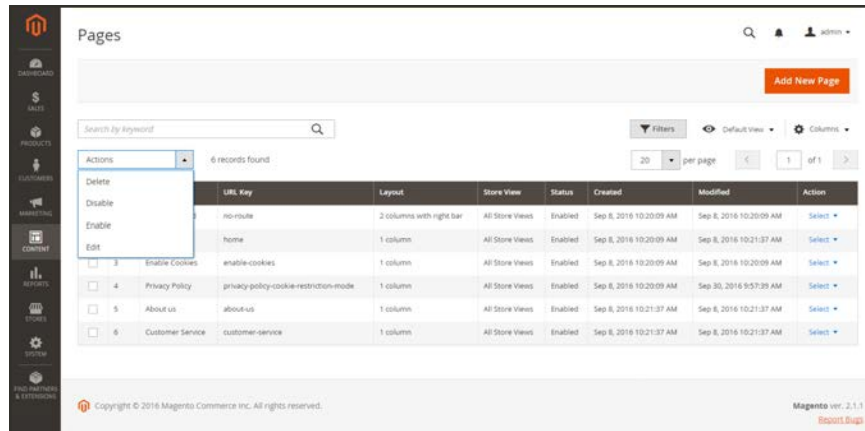 Pages
admin
DASHBOARD
SALES
PRODUCTS
CUSTOMERS
MARKETING
CONTENT
REPORTS
STORES
SYSTEM
FIND PARTNERS
& EXTENSIONS
Add New Page
Search by keyword
Filters Default View Columns
Actions 6 records found 20 per page 1 of 1
Delete
Disable
Enable
Edit
URL Key Layout Store View Status Created Modified Action
no-route 2 columns with right bar All Store Views Enabled Sep 8, 2016 10:20:09 AM Sep 8, 2016 10:20:09 AM Select
home 1 column All Store Views Enabled Sep 8, 2016 10:20:09 AM Sep 8, 2016 10:21:37 AM Select
3 Enable Cookies enable-cookies 1 column All Store Views Enabled Sep 8, 2016 10:20:09 AM Sep 8, 2016 10:20:09 AM Select
4 Privacy Policy privacy-policy-cookie-restriction-mode 1 column All Store Views Enabled Sep 8, 2016 10:20:09 AM Sep 30, 2016 9:57:39 AM Select
5 About us about-us 1 column All Store Views Enabled Sep 8, 2016 10:21:37 AM Sep 8, 2016 10:21:37 AM Select
6 Customer Service customer-service 1 column All Store Views Enabled Sep 8, 2016 10:21:37 AM Sep 8, 2016 10:21:37 AM Select
Copyright © 2016 Magento Commerce Inc. All rights reserved.
Magento ver. 2.1.1
Report Bugs